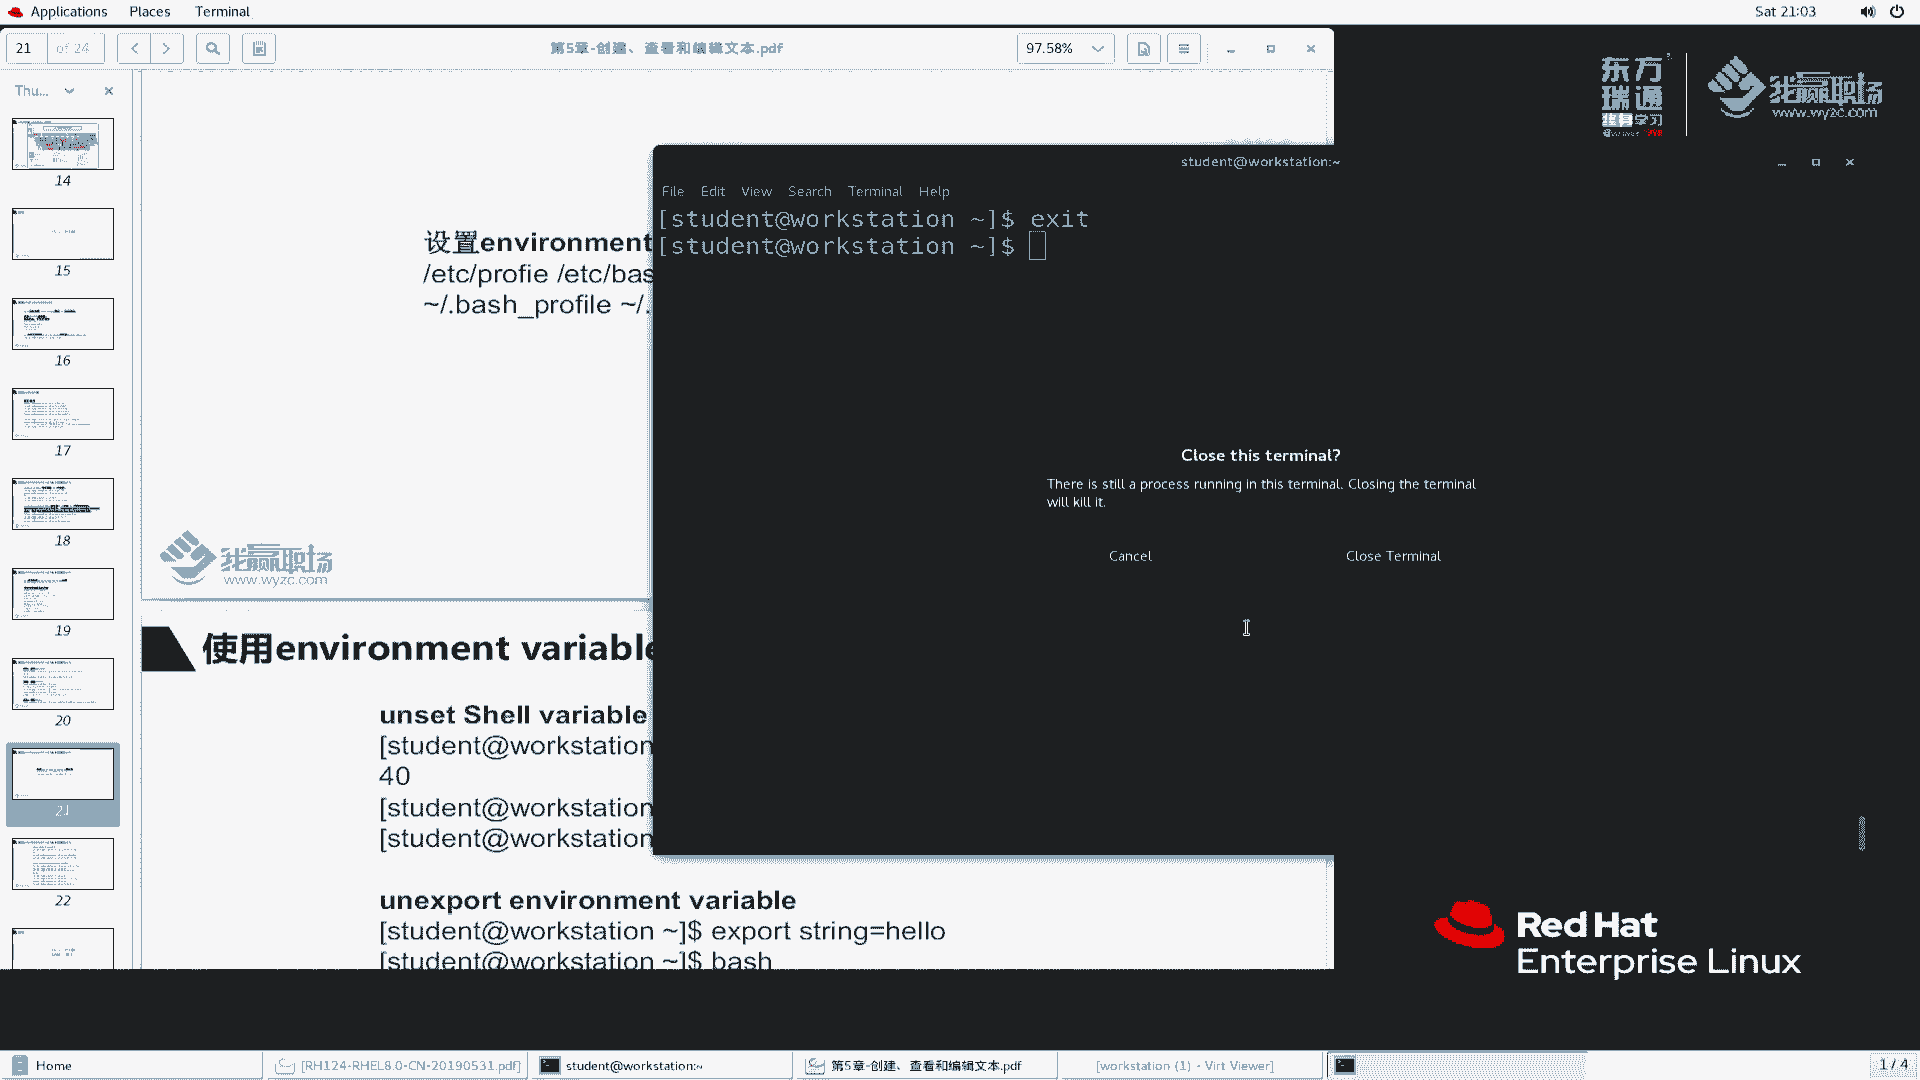 Applications Places Terminal Sat 21:03
21 of 24 第5章-创建、查看和编辑文本.pdf 97.58%
Thu...
14
15
16
17
18
19
20
21
22
设置environment
/etc/profie /etc/bas
~/.bash_profile ~/.
我赢职场
www.wyzc.com
使用environment variable
unset Shell variable
[student@workstation
40
[student@workstation
[student@workstation
unexport environment variable
[student@workstation ~]$ export string=hello
[student@workstation ~]$ bash
student@workstation:~
File Edit View Search Terminal Help
[student@workstation ~]$ exit
[student@workstation ~]$
Close this terminal?
There is still a process running in this terminal. Closing the terminal
will kill it.
Cancel Close Terminal
东方
瑞通
终身学习
我赢职场
www.wyzc.com
Red Hat
Enterprise Linux
Home [RH124-RHEL8.0-CN-20190531.pdf] student@workstation:~ 第5章-创建、查看和编辑文本.pdf [workstation (1) - Virt Viewer] 1 / 4